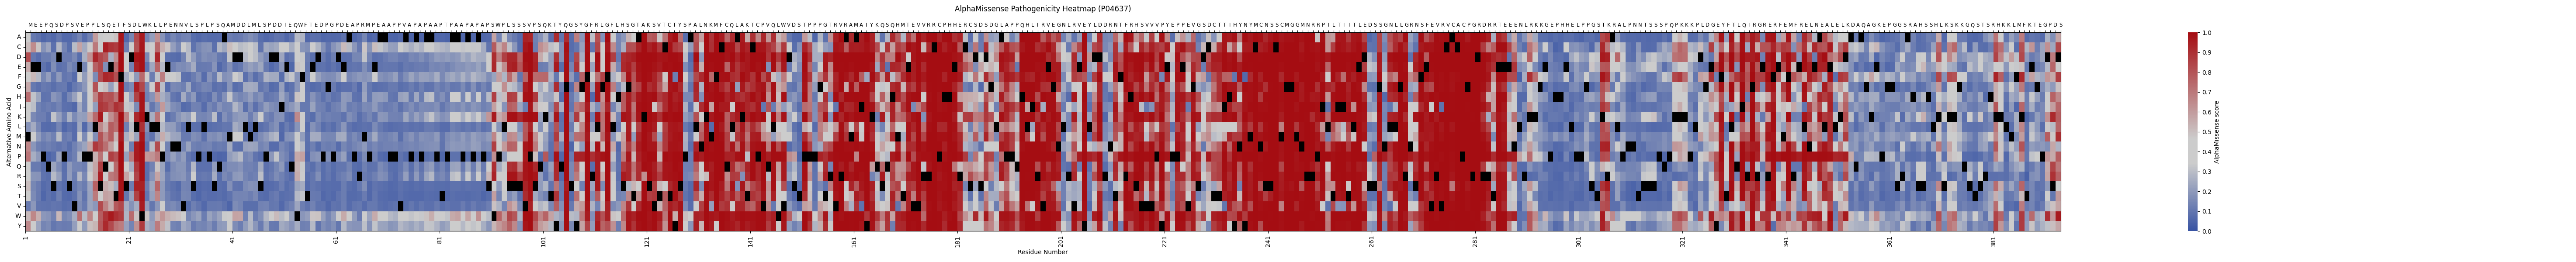 AlphaMissense Pathogenicity Heatmap (P04637)
M E E P Q S D P S V E P P L S Q E T F S D L W K L L P E N N V L S P L P S Q A M D D L M L S P D D I E Q W F T E D P G P D E A P R M P E A A P P V A P A P A A P T P A A P A P A P S W P L S S S V P S Q K T Y Q G S Y G F R L G F L H S G T A K S V T C T Y S P A L N K M F C Q L A K T C P V Q L W V D S T P P P G T R V R A M A I Y K Q S Q H M T E V V R R C P H H E R C S D S D G L A P P Q H L I R V E G N L R V E Y L D D R N T F R H S V V V P Y E P P E V G S D C T T I H Y N Y M C N S S C M G G M N R R P I L T I I T L E D S S G N L L G R N S F E V R V C A C P G R D R R T E E E N L R K K G E P H H E L P P G S T K R A L P N N T S S S P Q P K K K P L D G E Y F T L Q I R G R E R F E M F R E L N E A L E L K D A Q A G K E P G G S R A H S S H L K S K K G Q S T S R H K K L M F K T E G P D S
Alternative Amino Acid
A
C
D
E
F
G
H
I
K
L
M
N
P
Q
R
S
T
V
W
Y
1 21 41 61 81 101 121 141 161 181 201 221 241 261 281 301 321 341 361 381
Residue Number
1.0
0.9
0.8
0.7
0.6
0.5
0.4
0.3
0.2
0.1
0.0
AlphaMissense score